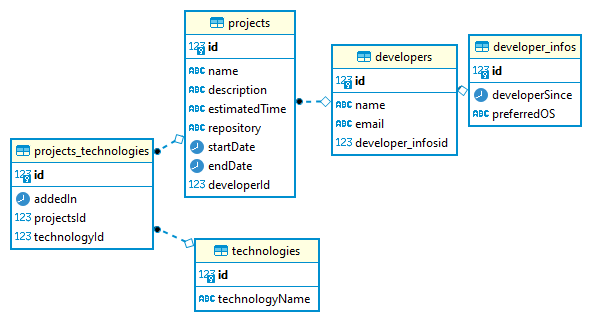 projects
123 id
ABC name
ABC description
ABC estimatedTime
ABC repository
startDate
endDate
123 developerId
developers
123 id
ABC name
ABC email
123 developer_infosid
developer_infos
123 id
developerSince
ABC preferredOS
projects_technologies
123 id
addedIn
123 projectsId
123 technologyId
technologies
123 id
ABC technologyName